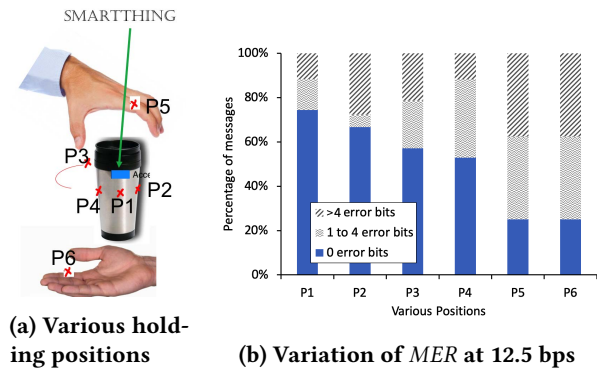 SMARTTHING
P5
P3
Acce
P4
P1
P2
P6
(a) Various hold-
ing positions
100%
80%
60%
40%
20%
0%
Percentage of messages
>4 error bits
1 to 4 error bits
0 error bits
P1 P2 P3 P4 P5 P6
Various Positions
(b) Variation of MER at 12.5 bps